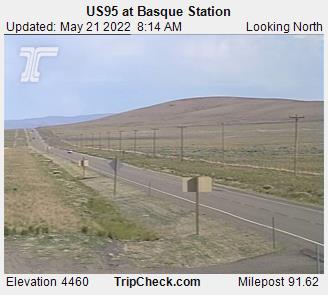 US95 at Basque Station
Updated: May 21 2022 8:14 AM Looking North
Elevation 4460 TripCheck.com Milepost 91.62